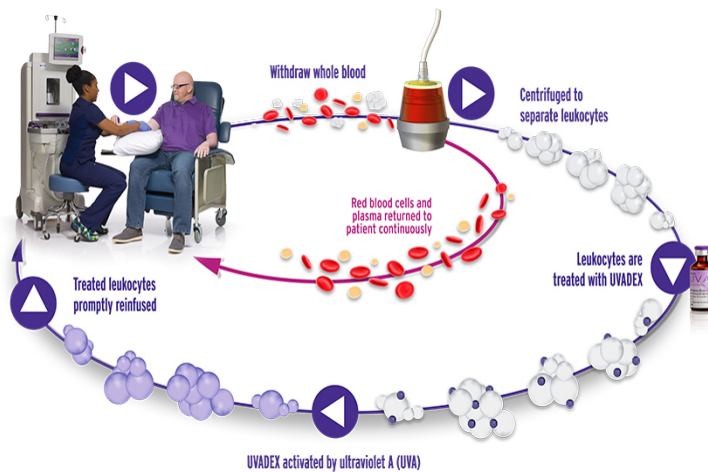 Withdraw whole blood
Centrifuged to
separate leukocytes
Red blood cells and
plasma returned to
patient continuously
Leukocytes are
treated with UVADEX
Treated leukocytes
promptly reinfused
UVADEX activated by ultraviolet A (UVA)